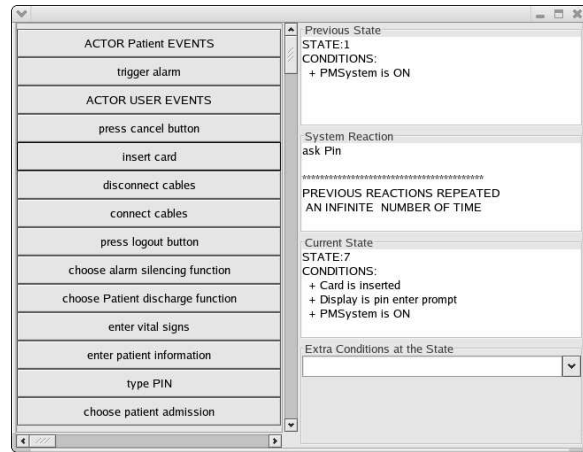 ACTOR Patient EVENTS
trigger alarm
ACTOR USER EVENTS
press cancel button
insert card
disconnect cables
connect cables
press logout button
choose alarm silencing function
choose Patient discharge function
enter vital signs
enter patient information
type PIN
choose patient admission
Previous State
STATE:1
CONDITIONS:
+ PMSystem is ON
System Reaction
ask Pin
****************************************
PREVIOUS REACTIONS REPEATED
AN INFINITE NUMBER OF TIME
Current State
STATE:7
CONDITIONS:
+ Card is inserted
+ Display is pin enter prompt
+ PMSystem is ON
Extra Conditions at the State